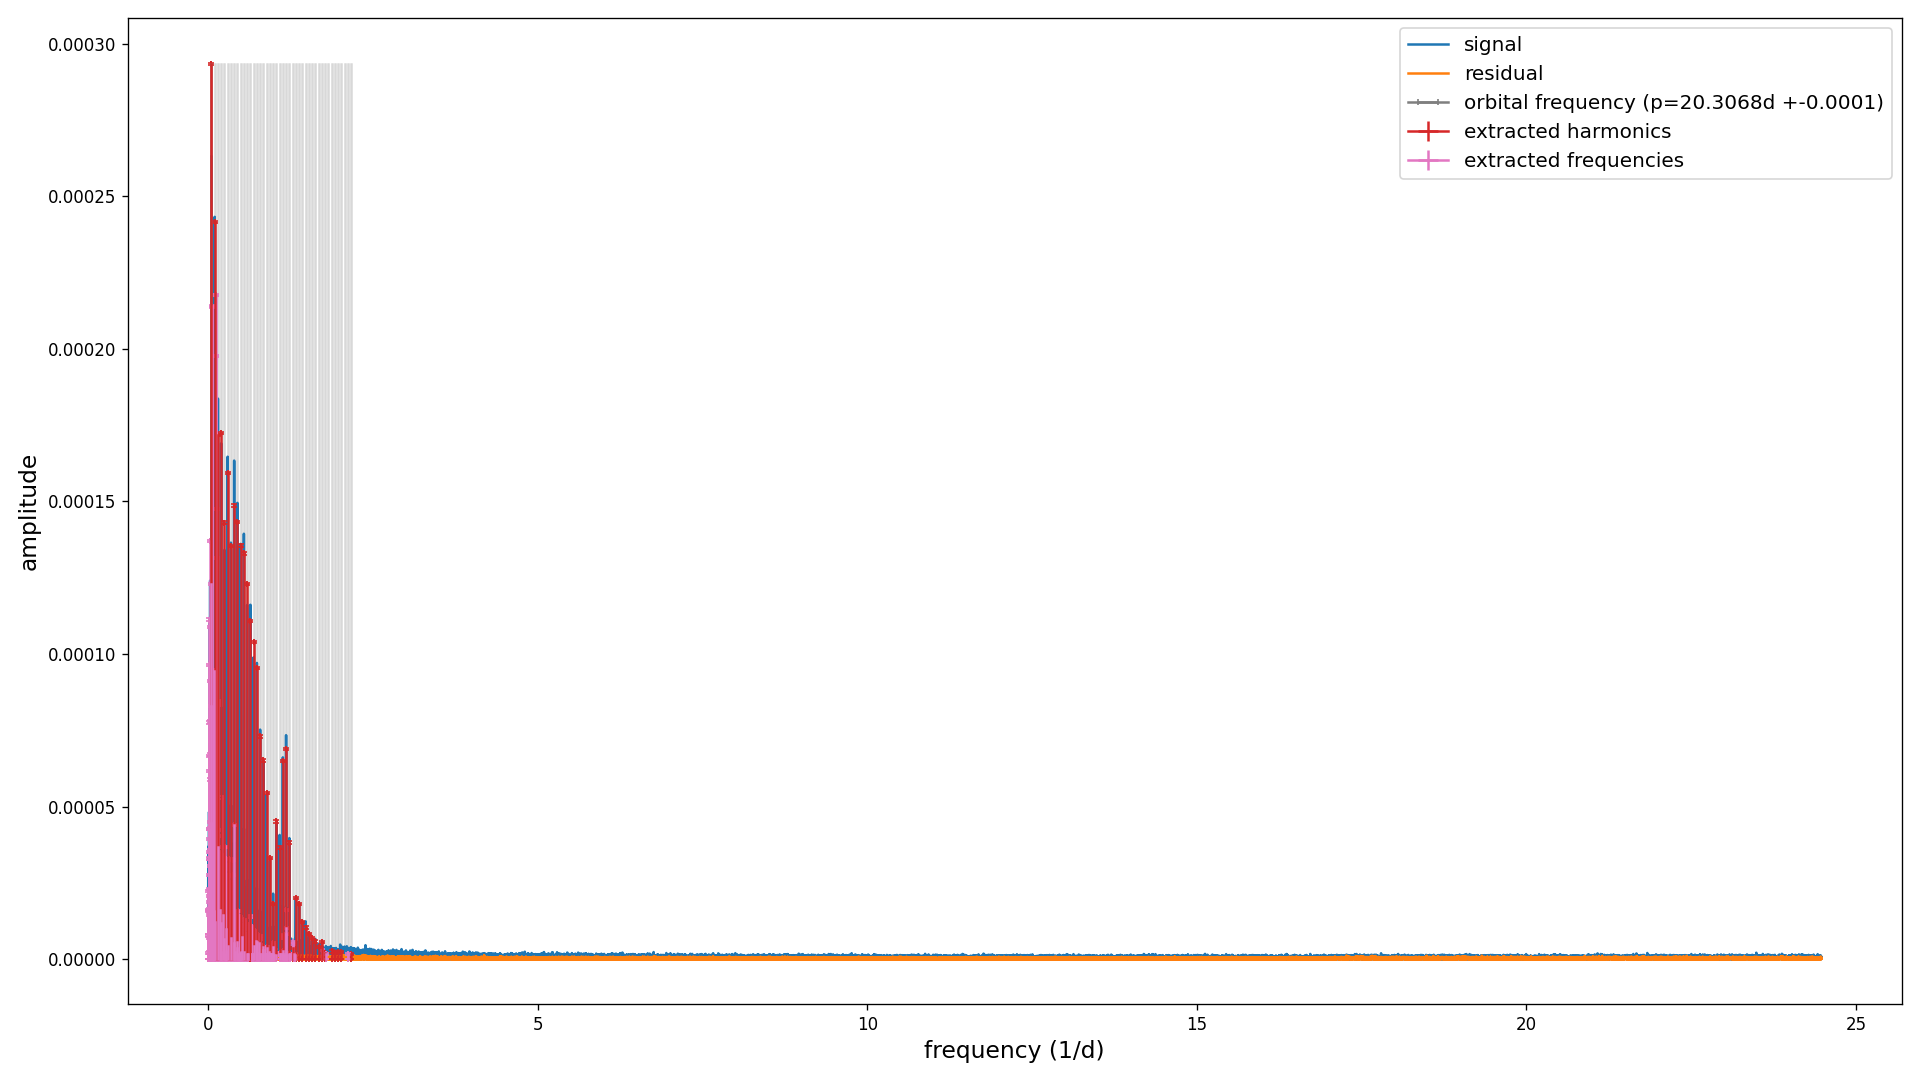 signal
residual
orbital frequency (p=20.3068d +-0.0001)
extracted harmonics
extracted frequencies
amplitude
0.00030
0.00025
0.00020
0.00015
0.00010
0.00005
0.00000
0 5 10 15 20 25
frequency (1/d)